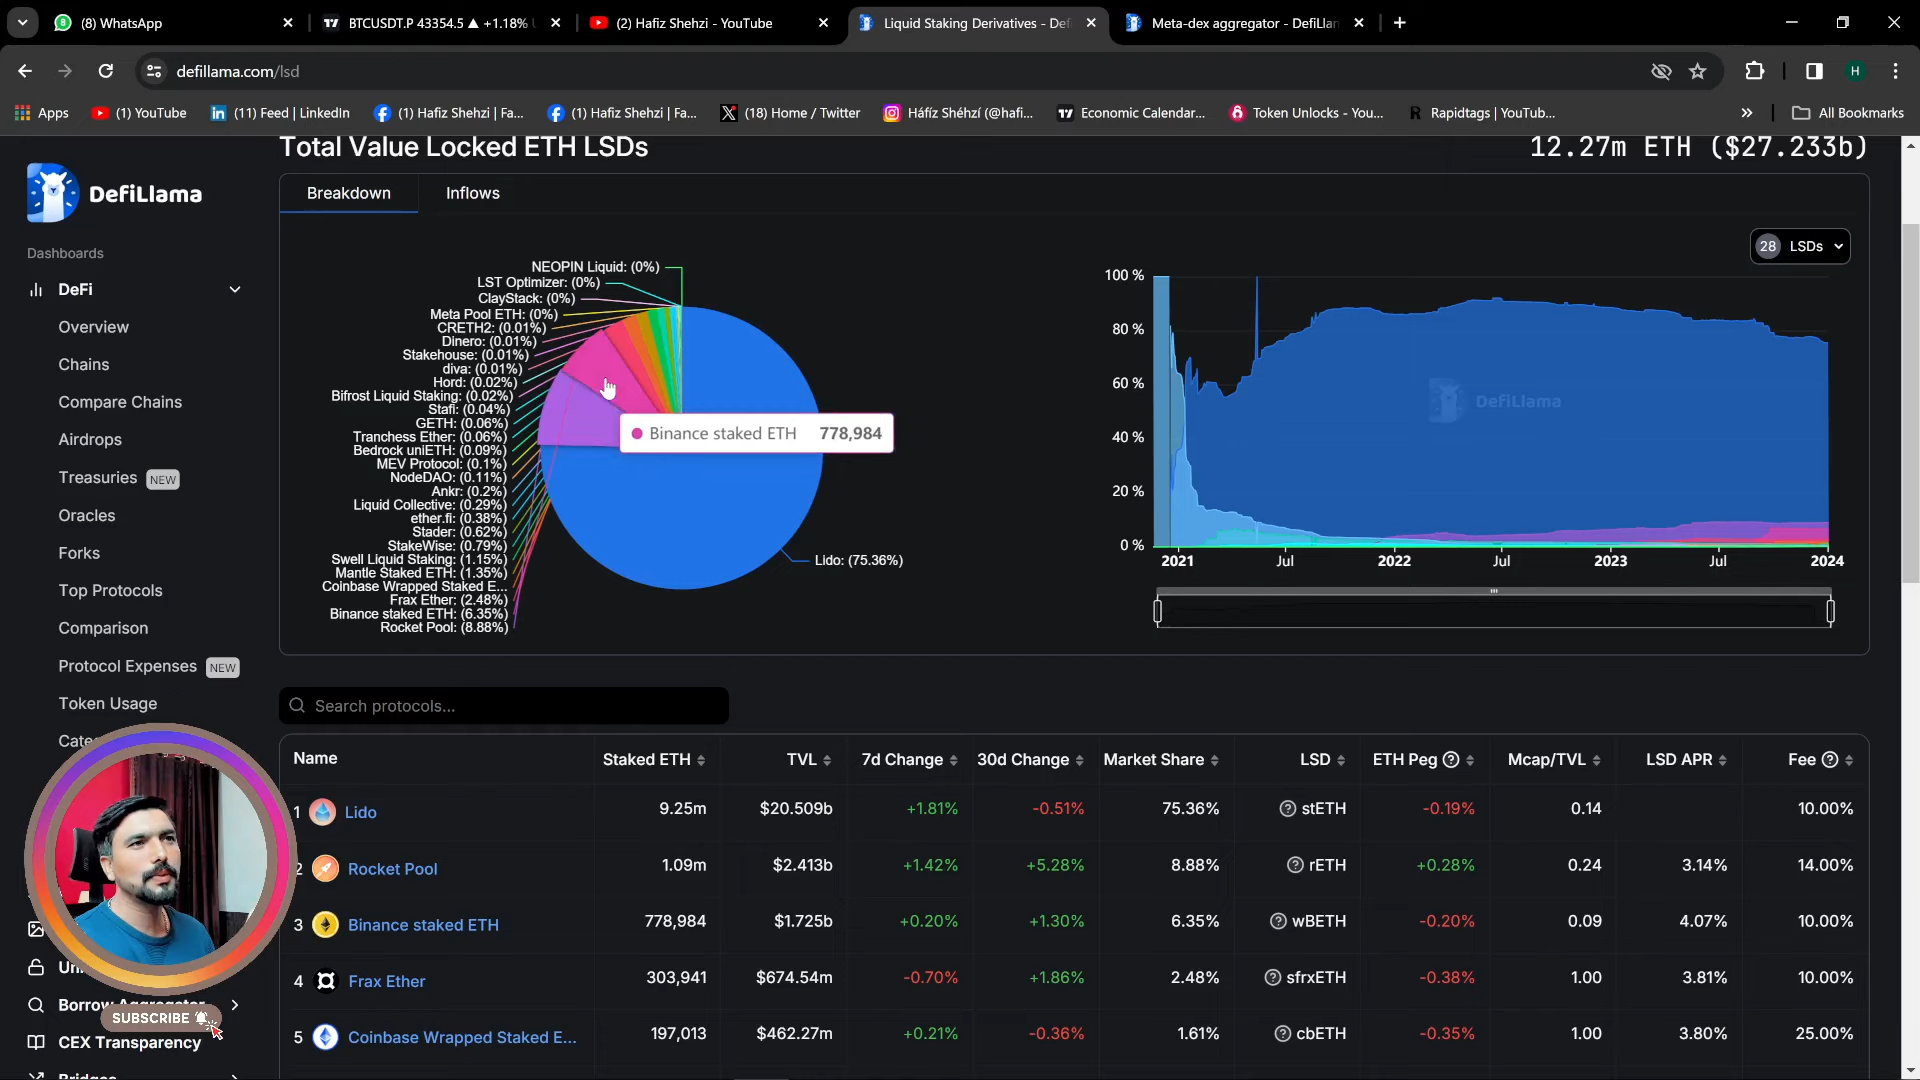 (8) WhatsApp
BTCUSDT.P 43354.5 ▲ +1.18%
(2) Hafiz Shehzi - YouTube
Liquid Staking Derivatives - Def
Meta-dex aggregator - DefiLlam
defillama.com/lsd
Apps
(1) YouTube
(11) Feed | LinkedIn
(1) Hafiz Shehzi | Fa...
(1) Hafiz Shehzi | Fa...
(18) Home / Twitter
Háfíz Shéhzí (@hafi...
Economic Calendar...
Token Unlocks - You...
Rapidtags | YouTub...
All Bookmarks
H
DefiLlama
Dashboards
DeFi
Overview
Chains
Compare Chains
Airdrops
Treasuries NEW
Oracles
Forks
Top Protocols
Comparison
Protocol Expenses NEW
Token Usage
Borrow Aggregator
SUBSCRIBE
CEX Transparency
Bridges
Total Value Locked ETH LSDs
12.27m ETH ($27.233b)
Breakdown
Inflows
28 LSDs
NEOPIN Liquid: (0%)
LST Optimizer: (0%)
ClayStack: (0%)
Meta Pool ETH: (0%)
CRETH2: (0.01%)
Dinero: (0.01%)
Stakehouse: (0.01%)
diva: (0.01%)
Hord: (0.02%)
Bifrost Liquid Staking: (0.02%)
Stafi: (0.04%)
GETH: (0.06%)
Tranchess Ether: (0.06%)
Bedrock uniETH: (0.09%)
MEV Protocol: (0.1%)
NodeDAO: (0.11%)
Ankr: (0.2%)
Liquid Collective: (0.29%)
ether.fi: (0.38%)
Stader: (0.62%)
StakeWise: (0.79%)
Swell Liquid Staking: (1.15%)
Mantle Staked ETH: (1.35%)
Coinbase Wrapped Staked E...
Frax Ether: (2.48%)
Binance staked ETH: (6.35%)
Rocket Pool: (8.88%)
Binance staked ETH 778,984
Lido: (75.36%)
100 %
80 %
60 %
40 %
20 %
0 %
DefiLlama
2021 Jul 2022 Jul 2023 Jul 2024
Search protocols...
Name Staked ETH TVL 7d Change 30d Change Market Share LSD ETH Peg Mcap/TVL LSD APR Fee
1 Lido 9.25m $20.509b +1.81% -0.51% 75.36% stETH -0.19% 0.14 10.00%
2 Rocket Pool 1.09m $2.413b +1.42% +5.28% 8.88% rETH +0.28% 0.24 3.14% 14.00%
3 Binance staked ETH 778,984 $1.725b +0.20% +1.30% 6.35% wBETH -0.20% 0.09 4.07% 10.00%
4 Frax Ether 303,941 $674.54m -0.70% +1.86% 2.48% sfrxETH -0.38% 1.00 3.81% 10.00%
5 Coinbase Wrapped Staked E... 197,013 $462.27m +0.21% -0.36% 1.61% cbETH -0.35% 1.00 3.80% 25.00%